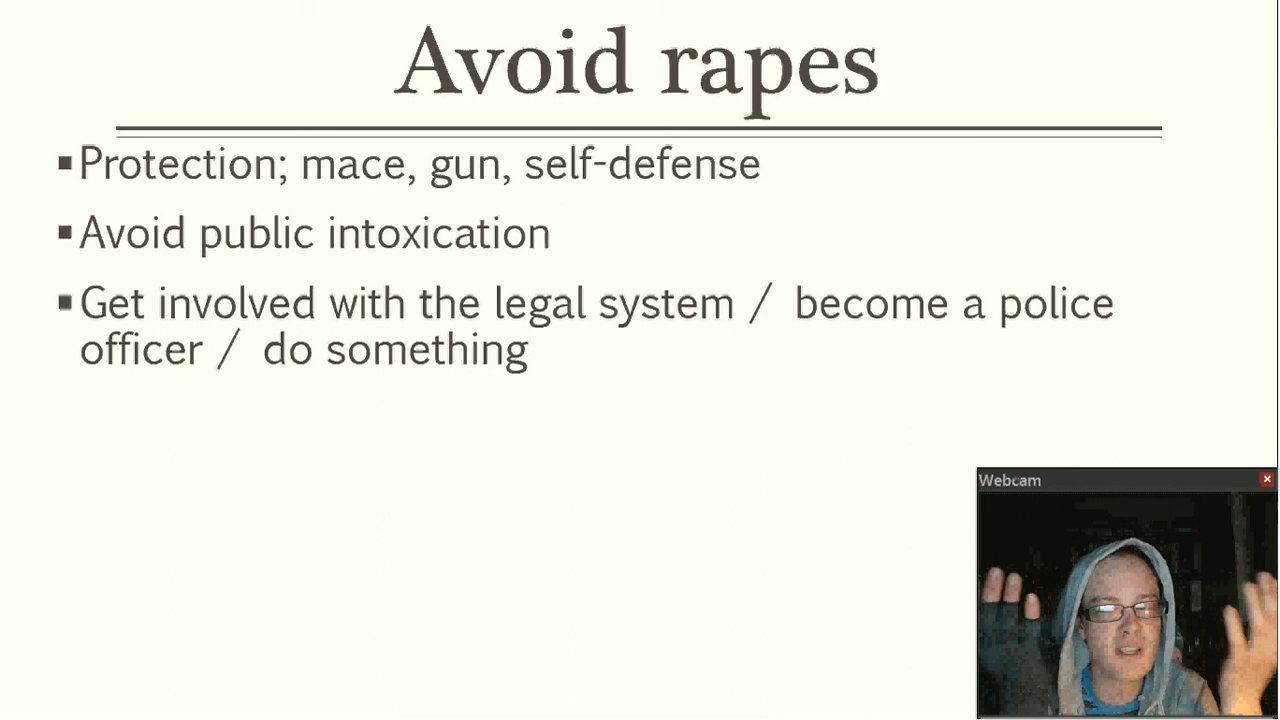 Avoid rapes
▪Protection; mace, gun, self-defense
▪Avoid public intoxication
▪Get involved with the legal system / become a police
officer / do something
Webcam